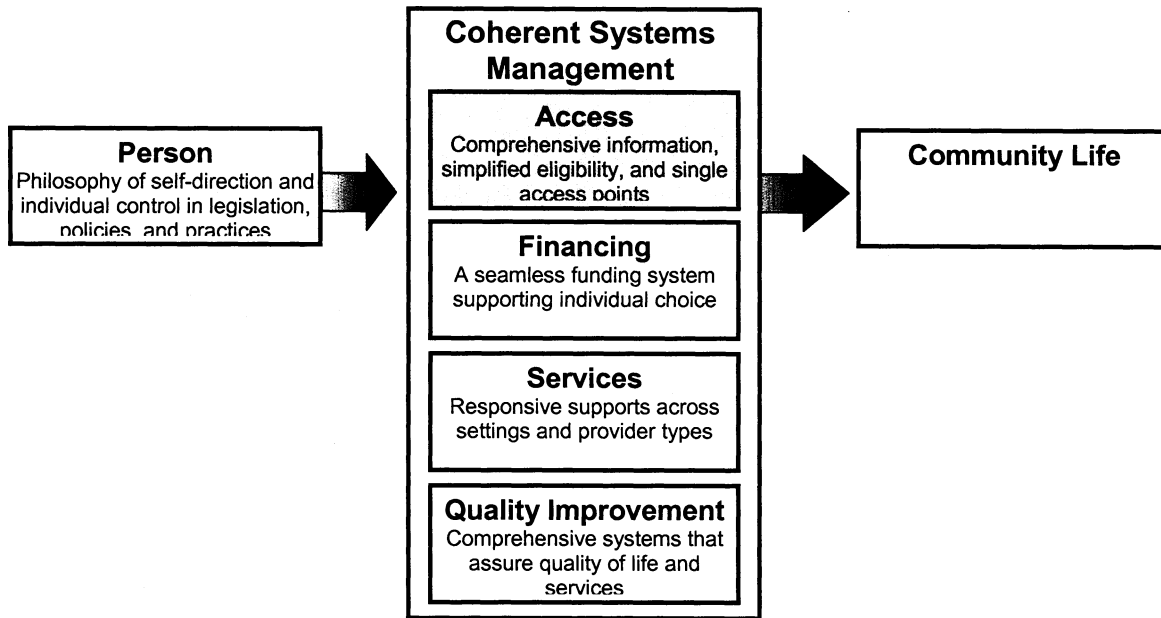 Person
Philosophy of self-direction and
individual control in legislation,
policies, and practices
Coherent Systems
Management
Access
Comprehensive information,
simplified eligibility, and single
access points
Financing
A seamless funding system
supporting individual choice
Services
Responsive supports across
settings and provider types
Quality Improvement
Comprehensive systems that
assure quality of life and
services
Community Life